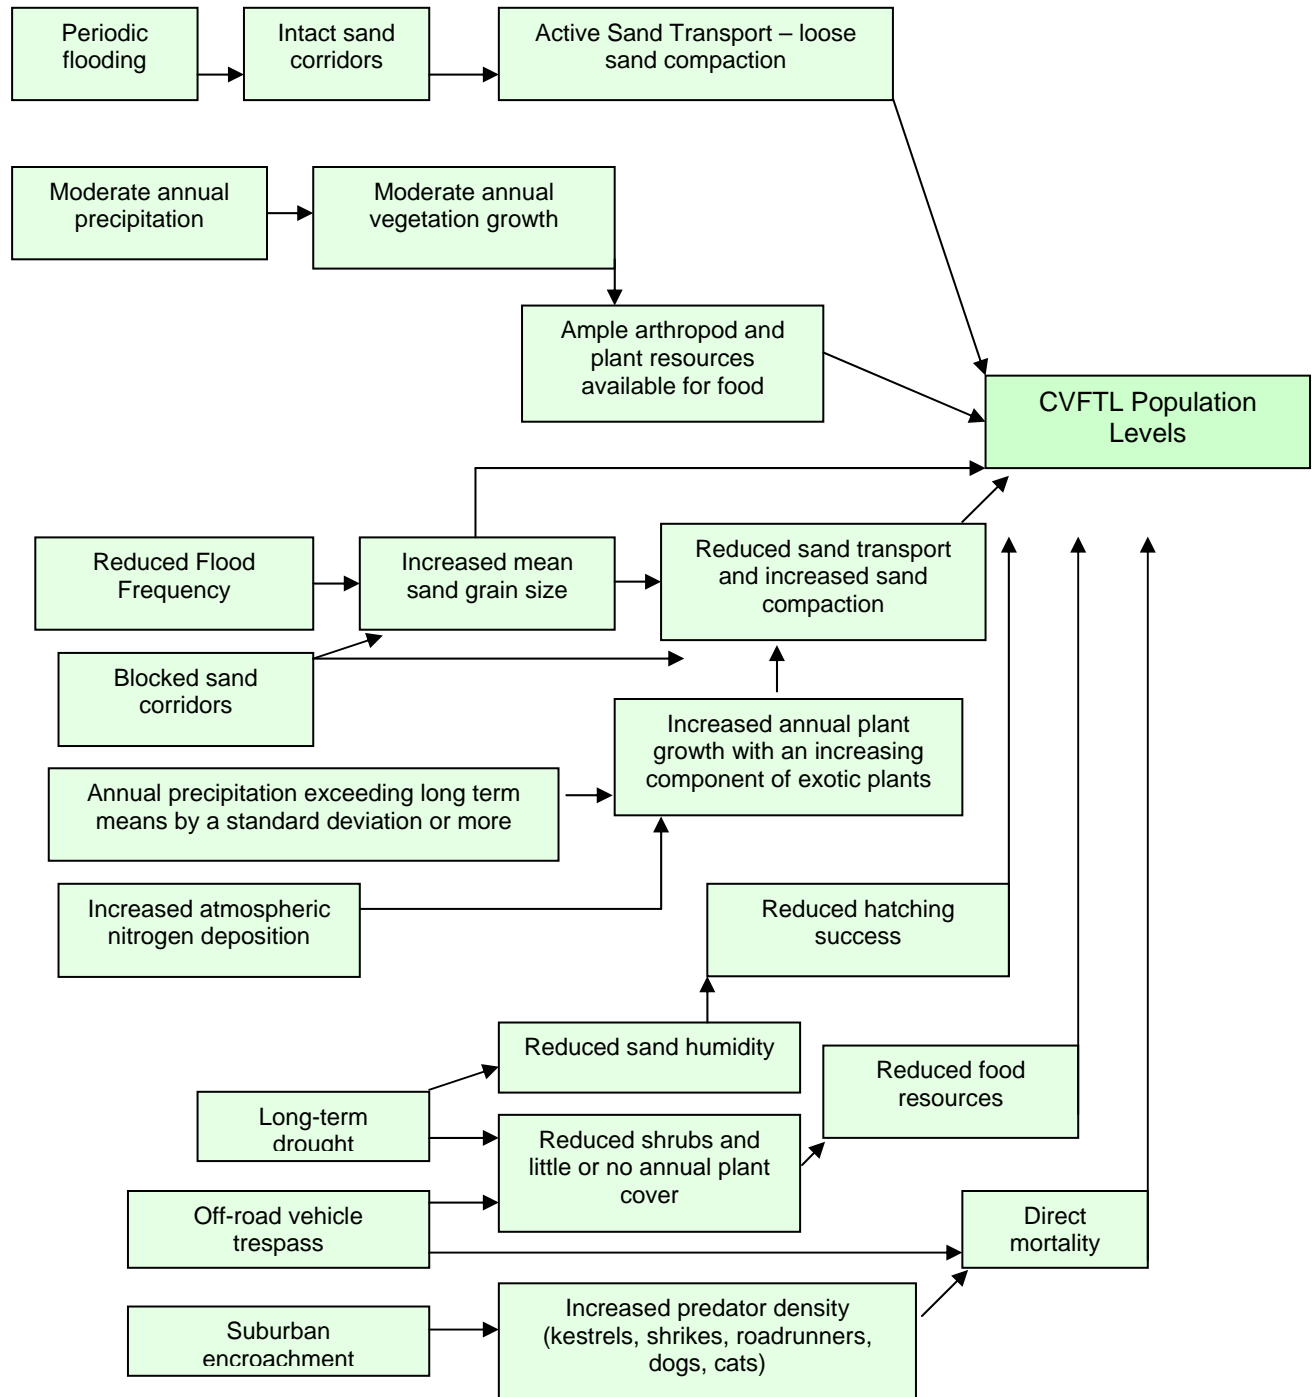 Periodic
flooding
Intact sand
corridors
Active Sand Transport – loose
sand compaction
Moderate annual
precipitation
Moderate annual
vegetation growth
Ample arthropod and
plant resources
available for food
CVFTL Population
Levels
Reduced Flood
Frequency
Increased mean
sand grain size
Reduced sand transport
and increased sand
compaction
Blocked sand
corridors
Increased annual plant
growth with an increasing
component of exotic plants
Annual precipitation exceeding long term
means by a standard deviation or more
Increased atmospheric
nitrogen deposition
Reduced hatching
success
Reduced sand humidity
Reduced food
resources
Long-term
drought
Reduced shrubs and
little or no annual plant
cover
Off-road vehicle
trespass
Direct
mortality
Suburban
encroachment
Increased predator density
(kestrels, shrikes, roadrunners,
dogs, cats)